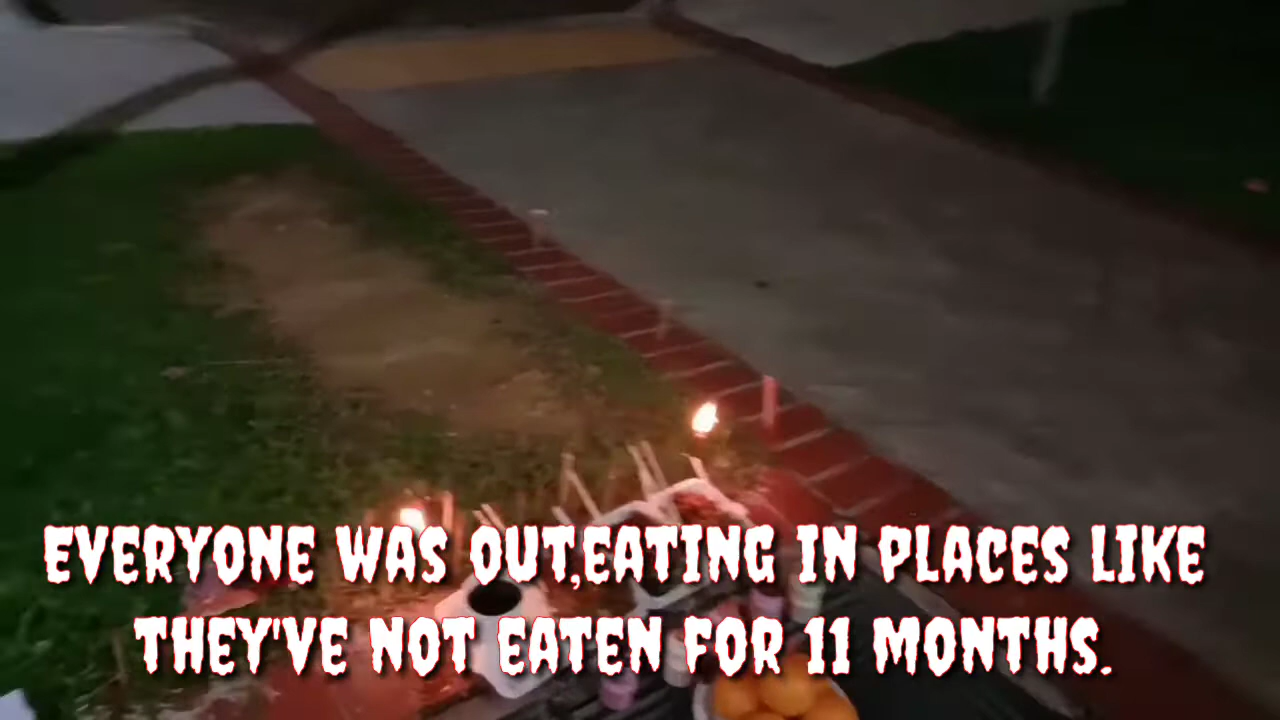 EVERYONE WAS OUT,EATING IN PLACES LIKE
THEY'VE NOT EATEN FOR 11 MONTHS.